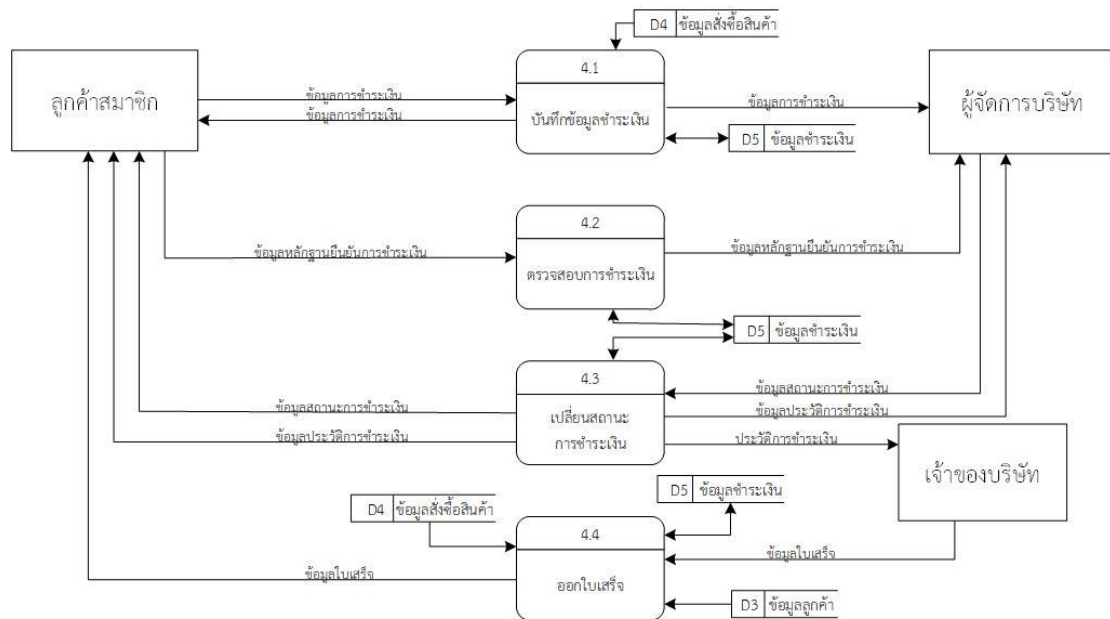 D4 ข้อมูลสั่งซื้อสินค้า
ลูกค้าสมาชิก
4.1
บันทึกข้อมูลชำระเงิน
ผู้จัดการบริษัท
ข้อมูลการชำระเงิน
ข้อมูลการชำระเงิน
ข้อมูลการชำระเงิน
D5 ข้อมูลชำระเงิน
4.2
ตรวจสอบการชำระเงิน
ข้อมูลหลักฐานยืนยันการชำระเงิน
ข้อมูลหลักฐานยืนยันการชำระเงิน
D5 ข้อมูลชำระเงิน
4.3
เปลี่ยนสถานะ
การชำระเงิน
ข้อมูลสถานะการชำระเงิน
ข้อมูลประวัติการชำระเงิน
ข้อมูลสถานะการชำระเงิน
ข้อมูลประวัติการชำระเงิน
ประวัติการชำระเงิน
เจ้าของบริษัท
D5 ข้อมูลชำระเงิน
D4 ข้อมูลสั่งซื้อสินค้า
4.4
ออกใบเสร็จ
ข้อมูลใบเสร็จ
ข้อมูลใบเสร็จ
D3 ข้อมูลลูกค้า